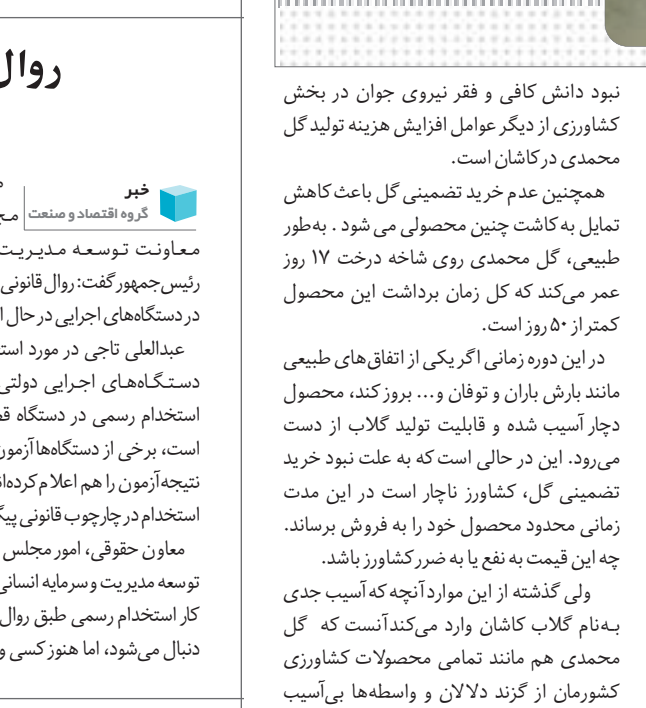 نبود دانش کافی و فقر نیروی جوان در بخش
کشاورزی از دیگر عوامل افزایش هزینه تولید گل
محمدی در کاشان است.
همچنین عدم خرید تضمینی گل باعث کاهش
تمایل به کاشت چنین محصولی می شود . به‌طور
طبیعی، گل محمدی روی شاخه درخت ۱۷ روز
عمر می‌کند که کل زمان برداشت این محصول
کمتر از ۵۰ روز است.
در این دوره زمانی اگر یکی از اتفاق‌های طبیعی
مانند بارش باران و توفان و... بروز کند، محصول
دچار آسیب شده و قابلیت تولید گلاب از دست
می‌رود. این در حالی است که به علت نبود خرید
تضمینی گل، کشاورز ناچار است در این مدت
زمانی محدود محصول خود را به فروش برساند.
چه این قیمت به نفع یا به ضرر کشاورز باشد.
ولی گذشته از این موارد آنچه که آسیب جدی
به‌نام گلاب کاشان وارد می‌کند آنست که گل
محمدی هم مانند تمامی محصولات کشاورزی
کشورمان از گزند دلالان و واسطه‌ها بی‌آسیب
روال
خبر
گروه اقتصاد و صنعت
معاونت توسعه مدیریت
رئیس‌جمهور گفت: روال قانونی
در دستگاه‌های اجرایی در حال
عبدالعلی تاجی در مورد
دستگاه‌های اجرایی دولتی
استخدام رسمی در دستگاه
است، برخی از دستگاه‌ها آزمون
نتیجه آزمون را هم اعلام
استخدام در چارچوب قانونی
معاون حقوقی، امور مجلس
توسعه مدیریت و سرمایه انسانی
کار استخدام رسمی طبق روال
دنبال می‌شود، اما هنوز کسی